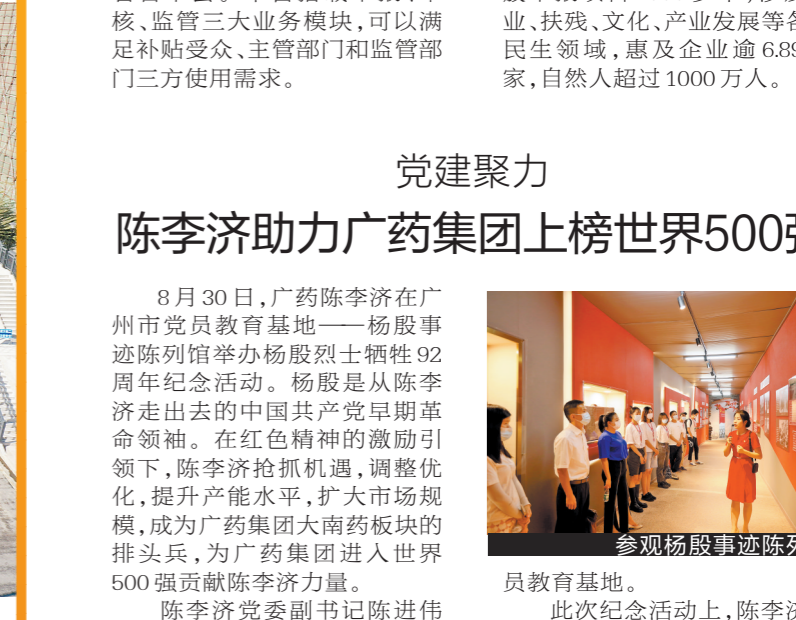 核、监管三大业务模块,可以满
足补贴受众、主管部门和监管部
门三方使用需求。
业、扶残、文化、产业发展等
民生领域,惠及企业逾6.89
家,自然人超过1000万人。
党建聚力
陈李济助力广药集团上榜世界500强
8月30日,广药陈李济在广
州市党员教育基地——杨殷事
迹陈列馆举办杨殷烈士牺牲92
周年纪念活动。杨殷是从陈李
济走出去的中国共产党早期革
命领袖。在红色精神的激励引
领下,陈李济抢抓机遇,调整优
化,提升产能水平,扩大市场规
模,成为广药集团大南药板块的
排头兵,为广药集团进入世界
500强贡献陈李济力量。
陈李济党委副书记陈进伟
参观杨殷事迹陈列
员教育基地。
此次纪念活动上,陈李济